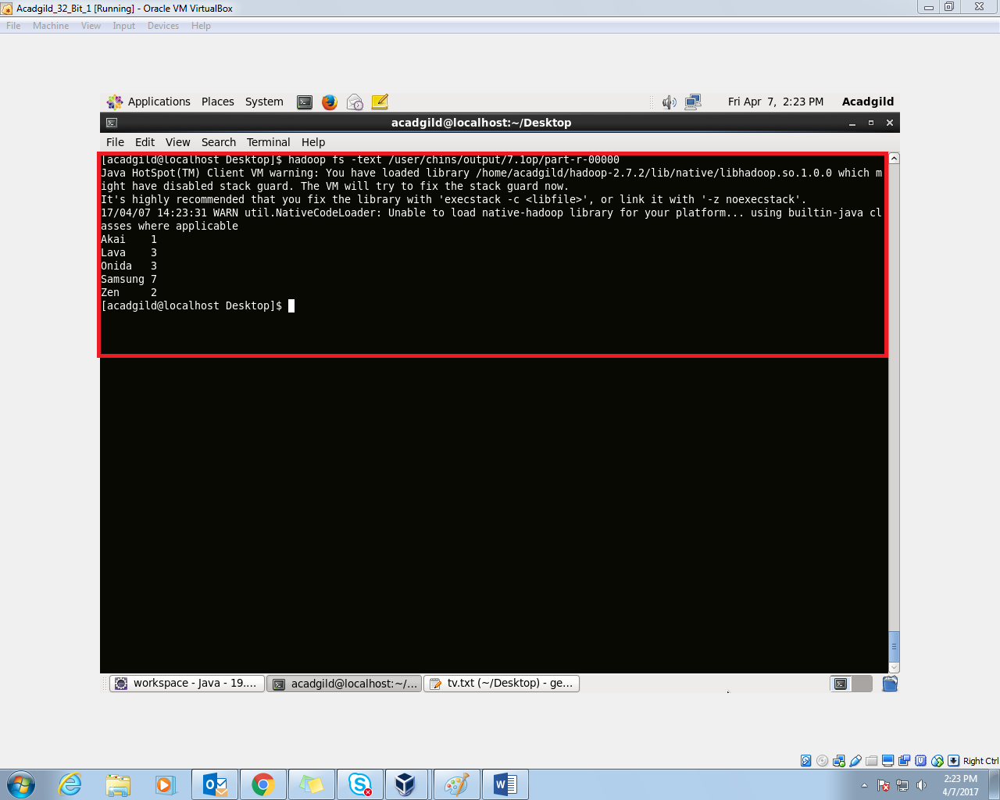 Acadgild_32_Bit_1 [Running] - Oracle VM VirtualBox
File Machine View Input Devices Help
Applications Places System Fri Apr 7, 2:23 PM Acadgild
acadgild@localhost:~/Desktop
File Edit View Search Terminal Help
[acadgild@localhost Desktop]$ hadoop fs -text /user/chins/output/7.1op/part-r-00000
Java HotSpot(TM) Client VM warning: You have loaded library /home/acadgild/hadoop-2.7.2/lib/native/libhadoop.so.1.0.0 which m
ight have disabled stack guard. The VM will try to fix the stack guard now.
It's highly recommended that you fix the library with 'execstack -c <libfile>', or link it with '-z noexecstack'.
17/04/07 14:23:31 WARN util.NativeCodeLoader: Unable to load native-hadoop library for your platform... using builtin-java cl
asses where applicable
Akai 1
Lava 3
Onida 3
Samsung 7
Zen 2
[acadgild@localhost Desktop]$
workspace - Java - 19.... acadgild@localhost:~/... tv.txt (~/Desktop) - ge...
Right Ctrl
2:23 PM
4/7/2017